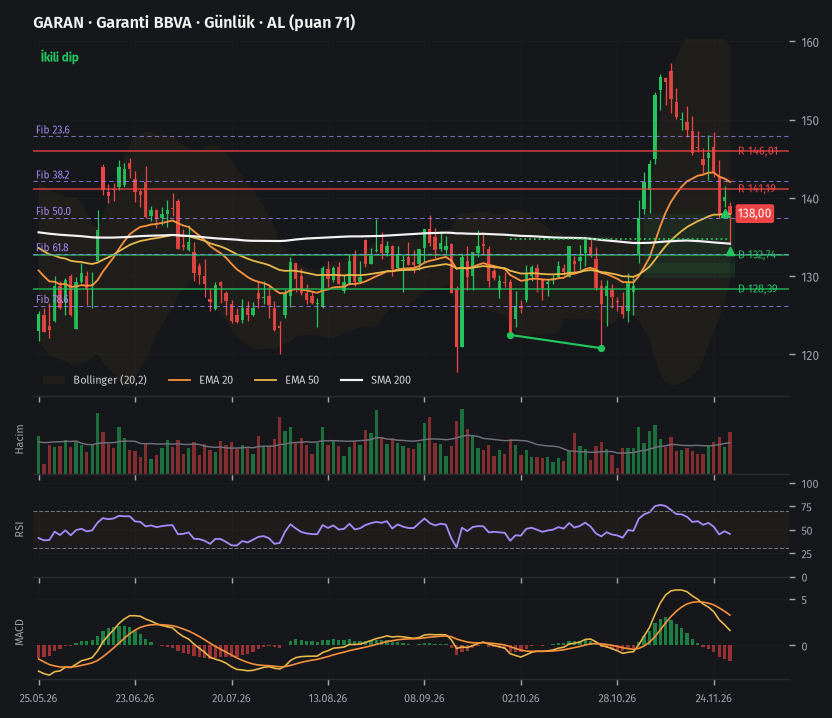 GARAN · Garanti BBVA · Günlük · AL (puan 71)
İkili dip
160
150
140
130
120
Fib 23.6
Fib 38.2
Fib 50.0
Fib 61.8
Fib 78.6
R 146,01
R 141,19
138,00
D 132,74
D 128,39
Bollinger (20,2)
EMA 20
EMA 50
SMA 200
Hacim
RSI
100
75
50
25
0
MACD
5
0
25.05.26
23.06.26
20.07.26
13.08.26
08.09.26
02.10.26
28.10.26
24.11.26